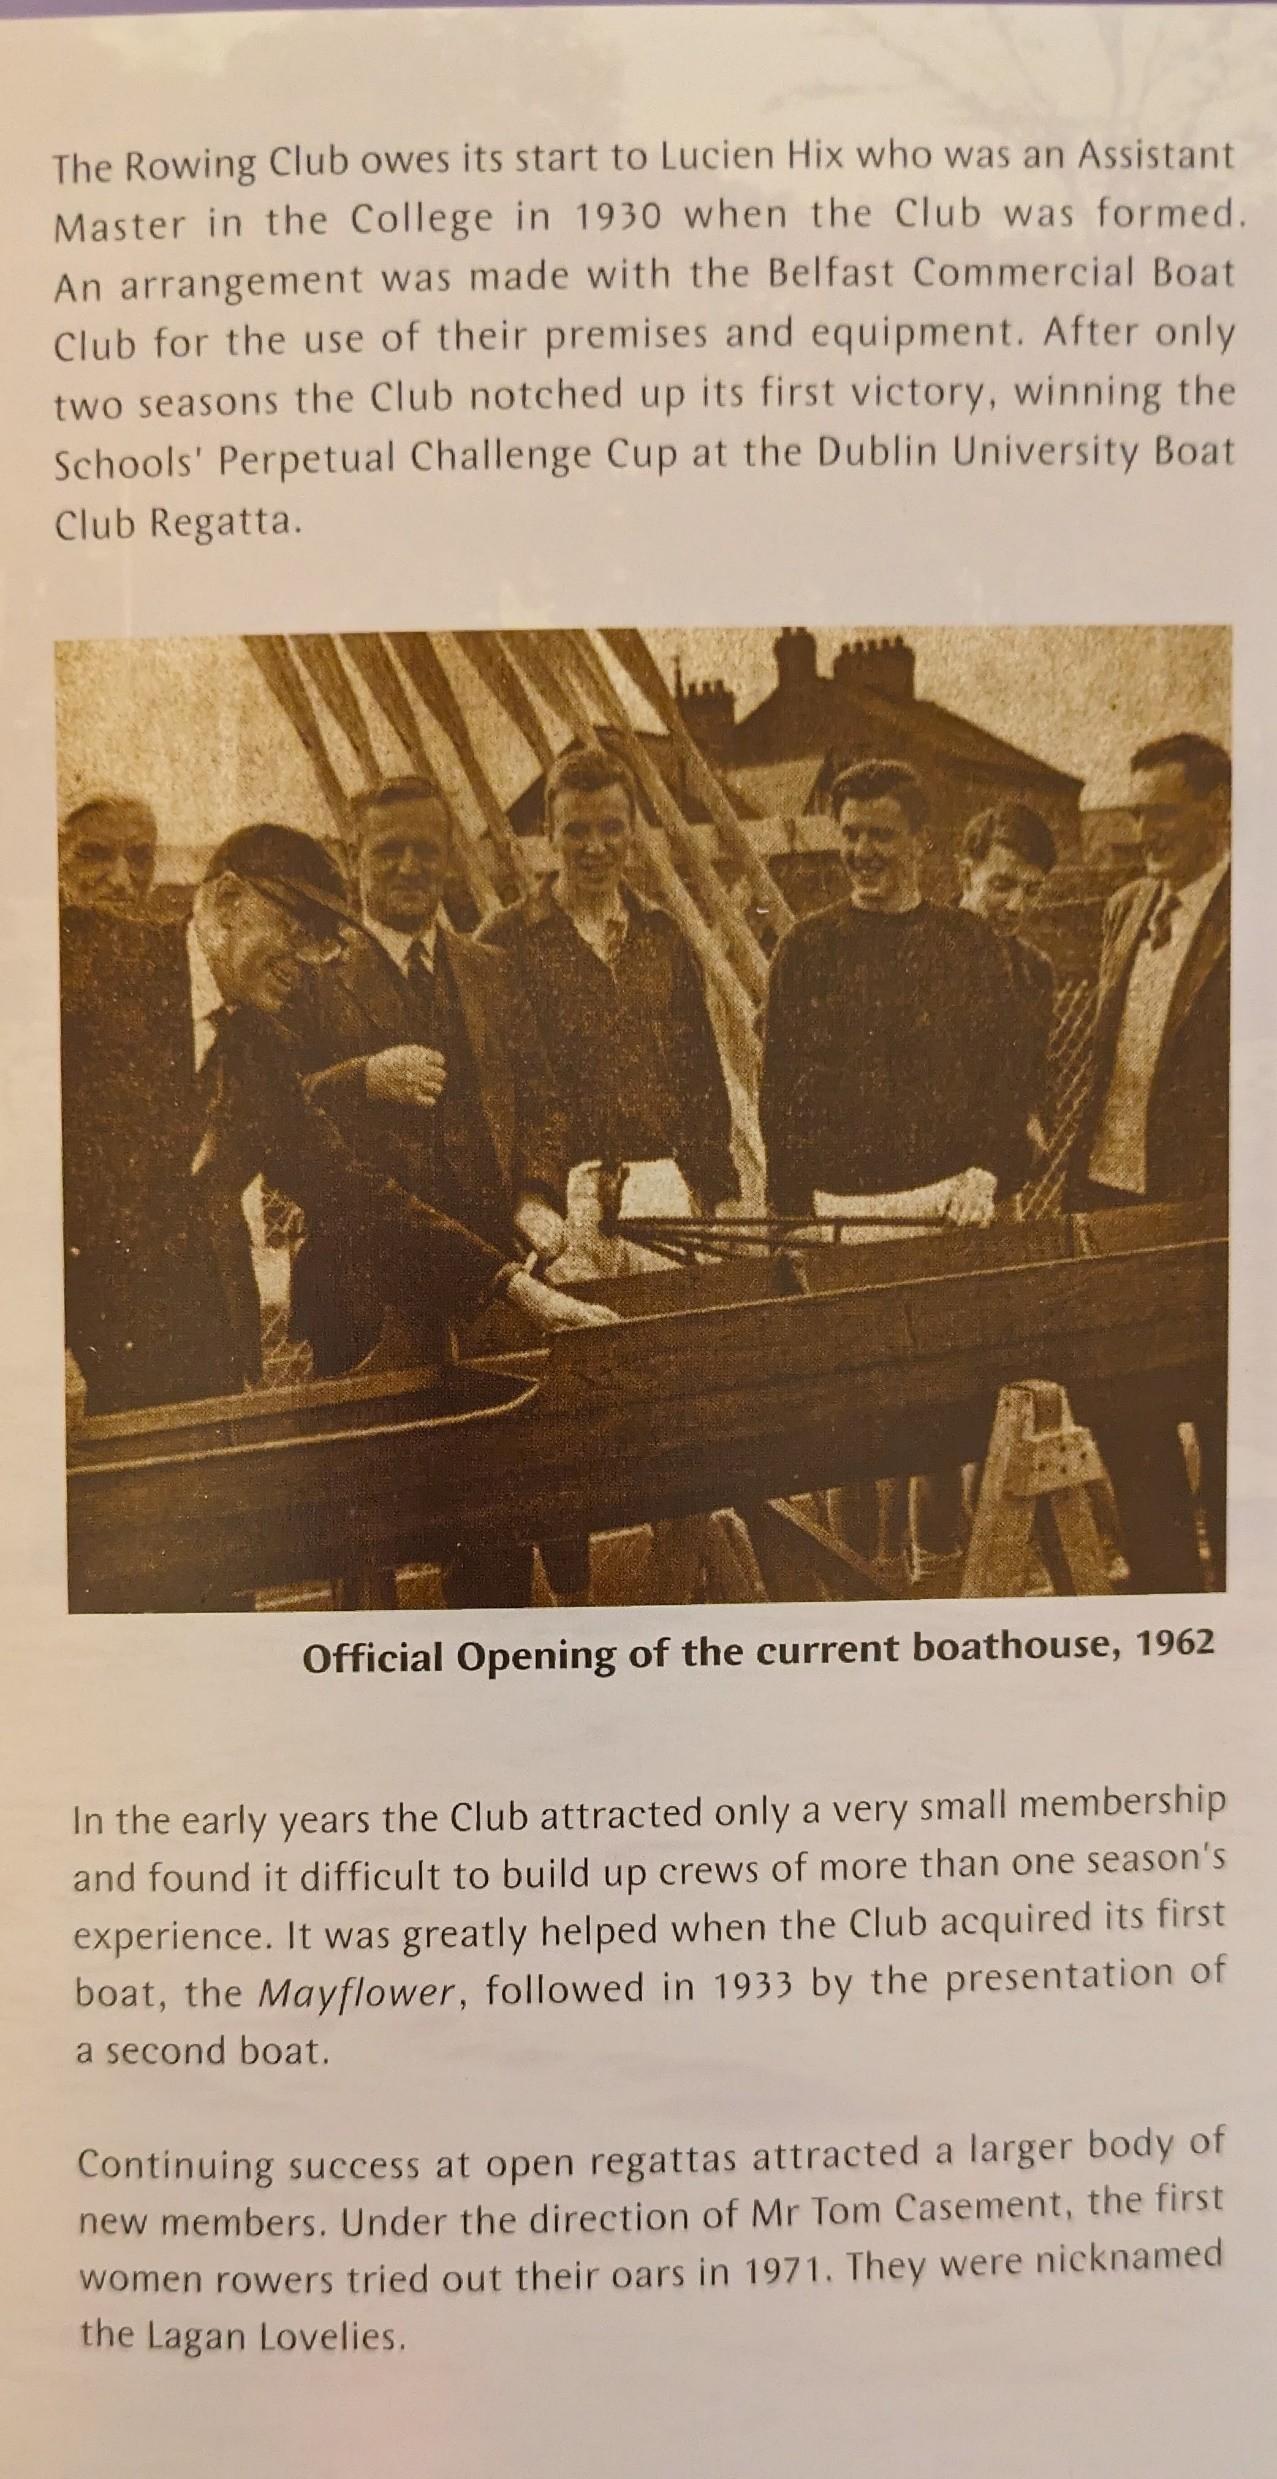 The Rowing Club owes its start to Lucien Hix who was an Assistant
Master in the College in 1930 when the Club was formed.
An arrangement was made with the Belfast Commercial Boat
Club for the use of their premises and equipment. After only
two seasons the Club notched up its first victory, winning the
Schools' Perpetual Challenge Cup at the Dublin University Boat
Club Regatta.
Official Opening of the current boathouse, 1962
In the early years the Club attracted only a very small membership
and found it difficult to build up crews of more than one season's
experience. It was greatly helped when the Club acquired its first
boat, the Mayflower, followed in 1933 by the presentation of
a second boat.
Continuing success at open regattas attracted a larger body of
new members. Under the direction of Mr Tom Casement, the first
women rowers tried out their oars in 1971. They were nicknamed
the Lagan Lovelies.